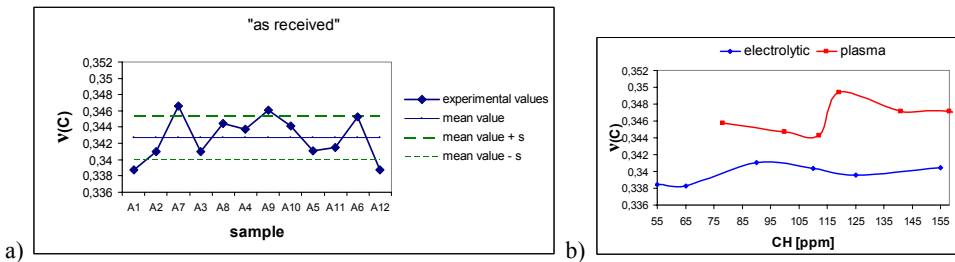 "as received"
ν(C)
0,352
0,35
0,348
0,346
0,344
0,342
0,34
0,338
0,336
A1 A2 A7 A3 A8 A4 A9 A10 A5 A11 A6 A12
sample
experimental values
mean value
mean value + s
mean value - s
a)
electrolytic plasma
ν(C)
0,352
0,35
0,348
0,346
0,344
0,342
0,34
0,338
0,336
55 65 75 85 95 105 115 125 135 145 155
CH [ppm]
b)